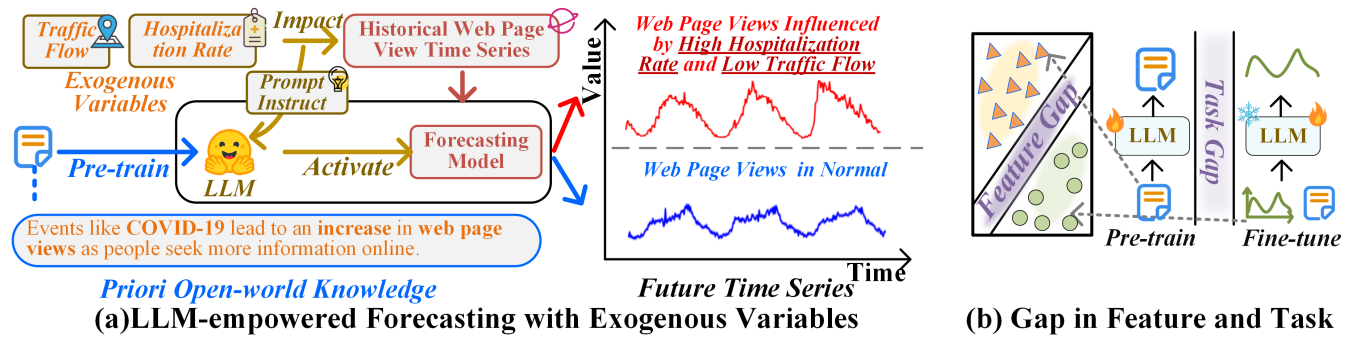 Traffic
Flow
Hospitaliza
tion Rate
Impact
Historical Web Page
View Time Series
Exogenous
Variables
Prompt
Instruct
Pre-train
LLM
Activate
Forecasting
Model
Events like COVID-19 lead to an increase in web page
views as people seek more information online.
Priori Open-world Knowledge
Value
Web Page Views Influenced
by High Hospitalization
Rate and Low Traffic Flow
Web Page Views in Normal
Time
Future Time Series
(a)LLM-empowered Forecasting with Exogenous Variables
Feature Gap
LLM
Pre-train
Task Gap
LLM
Fine-tune
(b) Gap in Feature and Task